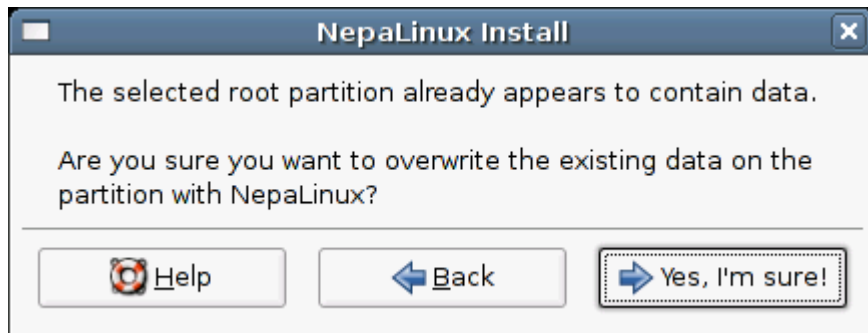 NepaLinux Install
The selected root partition already appears to contain data.
Are you sure you want to overwrite the existing data on the
partition with NepaLinux?
Help
Back
Yes, I'm sure!